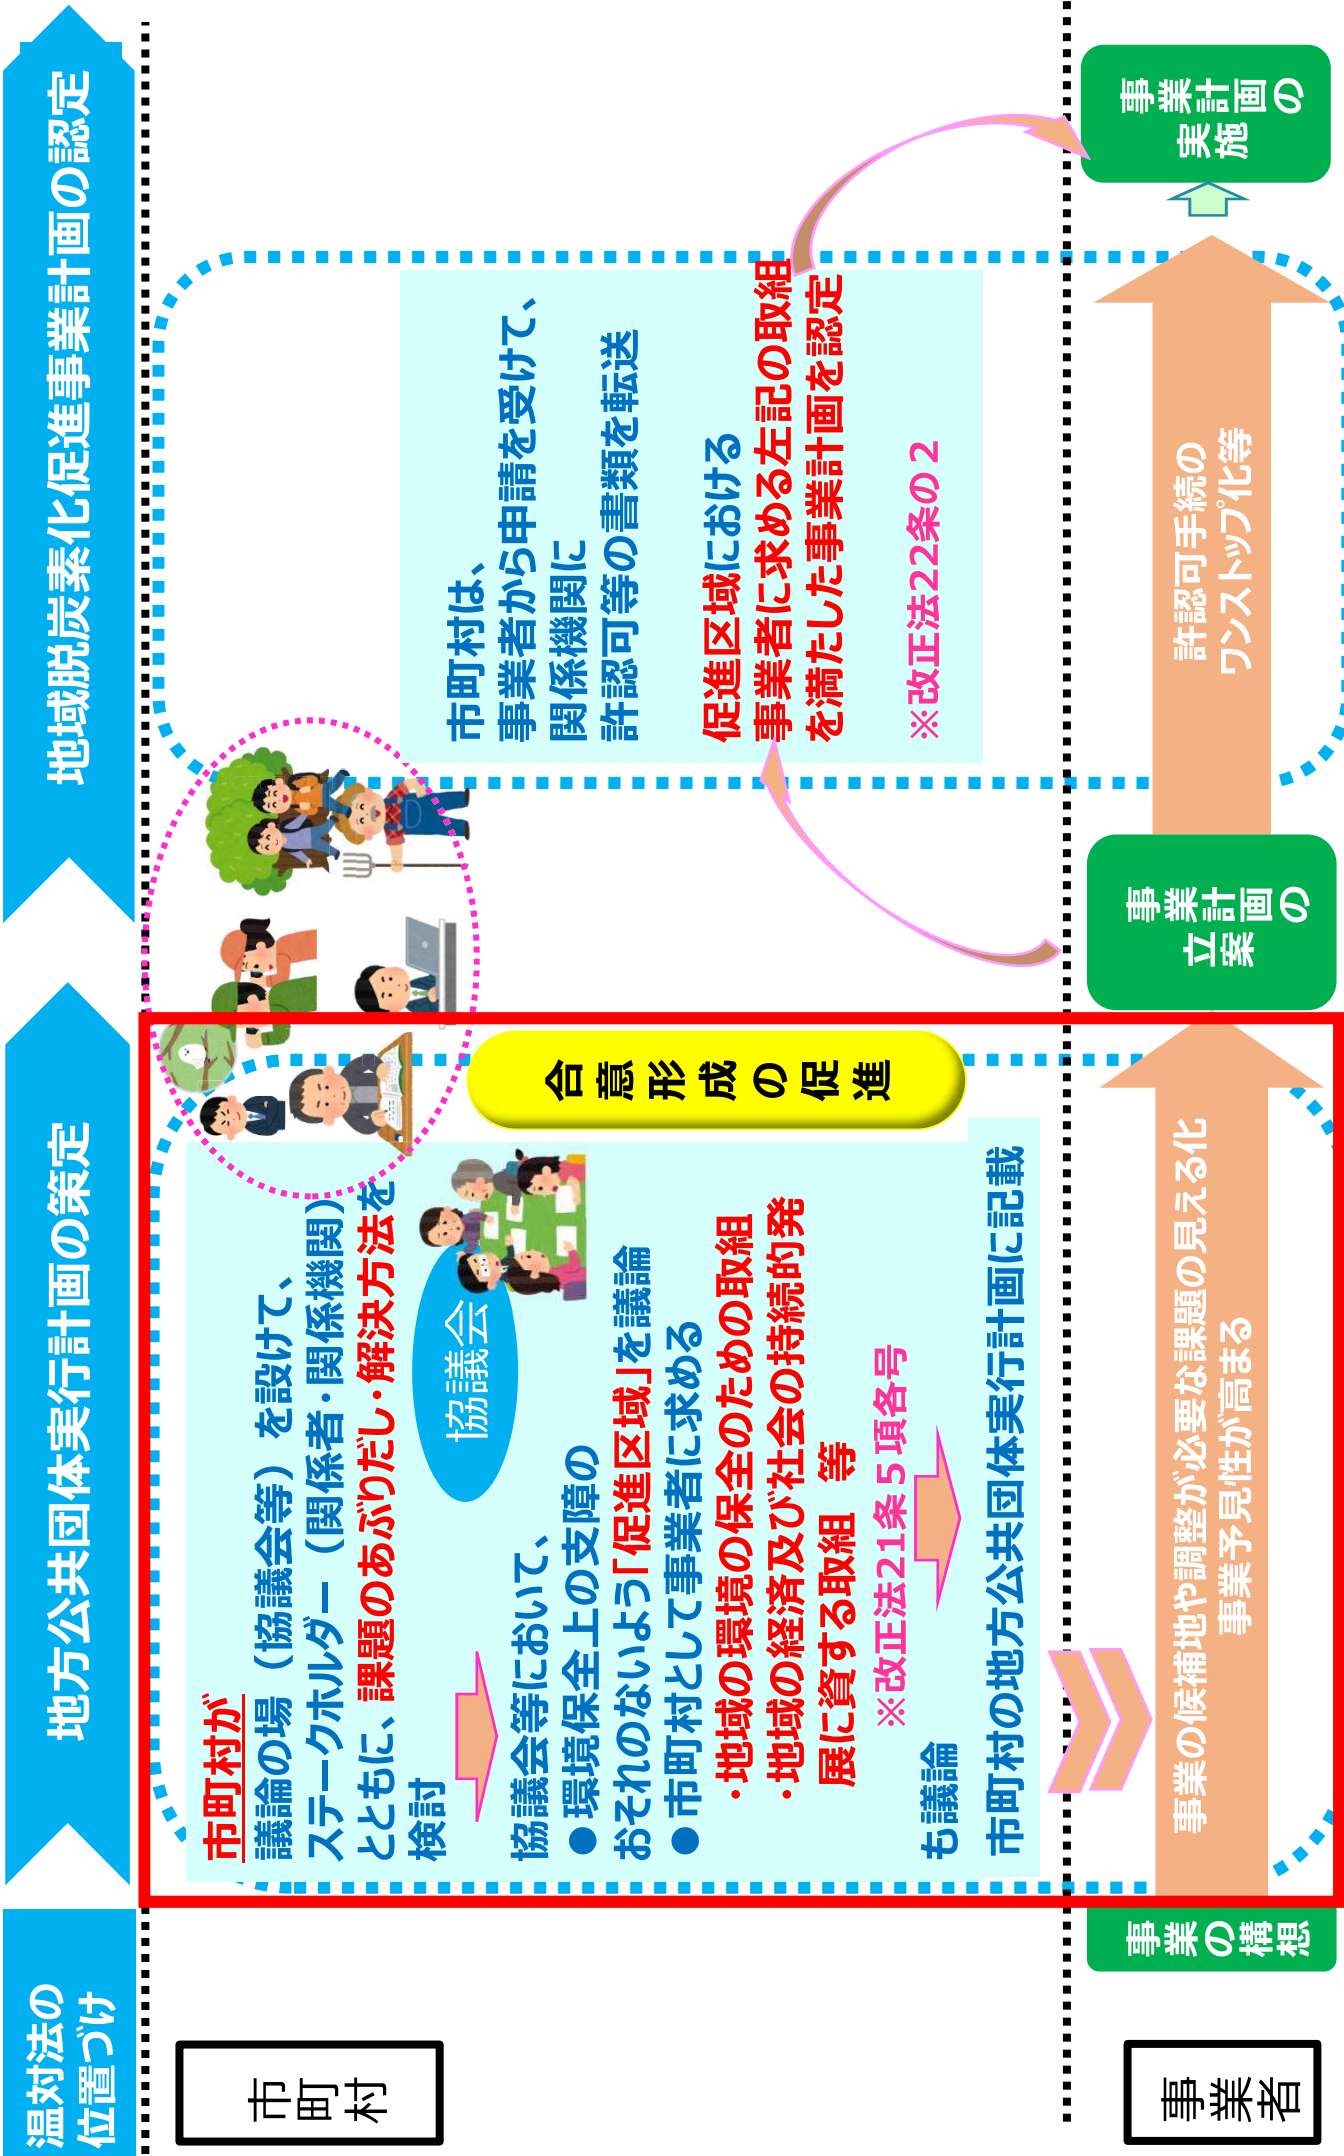 温対法の
位置づけ
地方公共団体実行計画の策定
地域脱炭素化促進事業計画の認定
市町村
市町村が
議論の場（協議会等）を設けて、
ステークホルダー（関係者・関係機関）
とともに、課題のあぶりだし・解決方法を
検討
協議会
協議会等において、
●環境保全上の支障の
おそれのないよう「促進区域」を議論
●市町村として事業者に求める
・地域の環境の保全のための取組
・地域の経済及び社会の持続的発
展に資する取組　等
※改正法21条５項各号
も議論
市町村の地方公共団体実行計画に記載
合意形成の促進
市町村は、
事業者から申請を受けて、
関係機関に
許認可等の書類を転送
促進区域における
事業者に求める左記の取組
を満たした事業計画を認定
※改正法22条の２
事業者
事業の構想
事業の候補地や調整が必要な課題の見える化
事業予見性が高まる
事業計画の
立案
許認可手続の
ワンストップ化等
事業計画の
実施